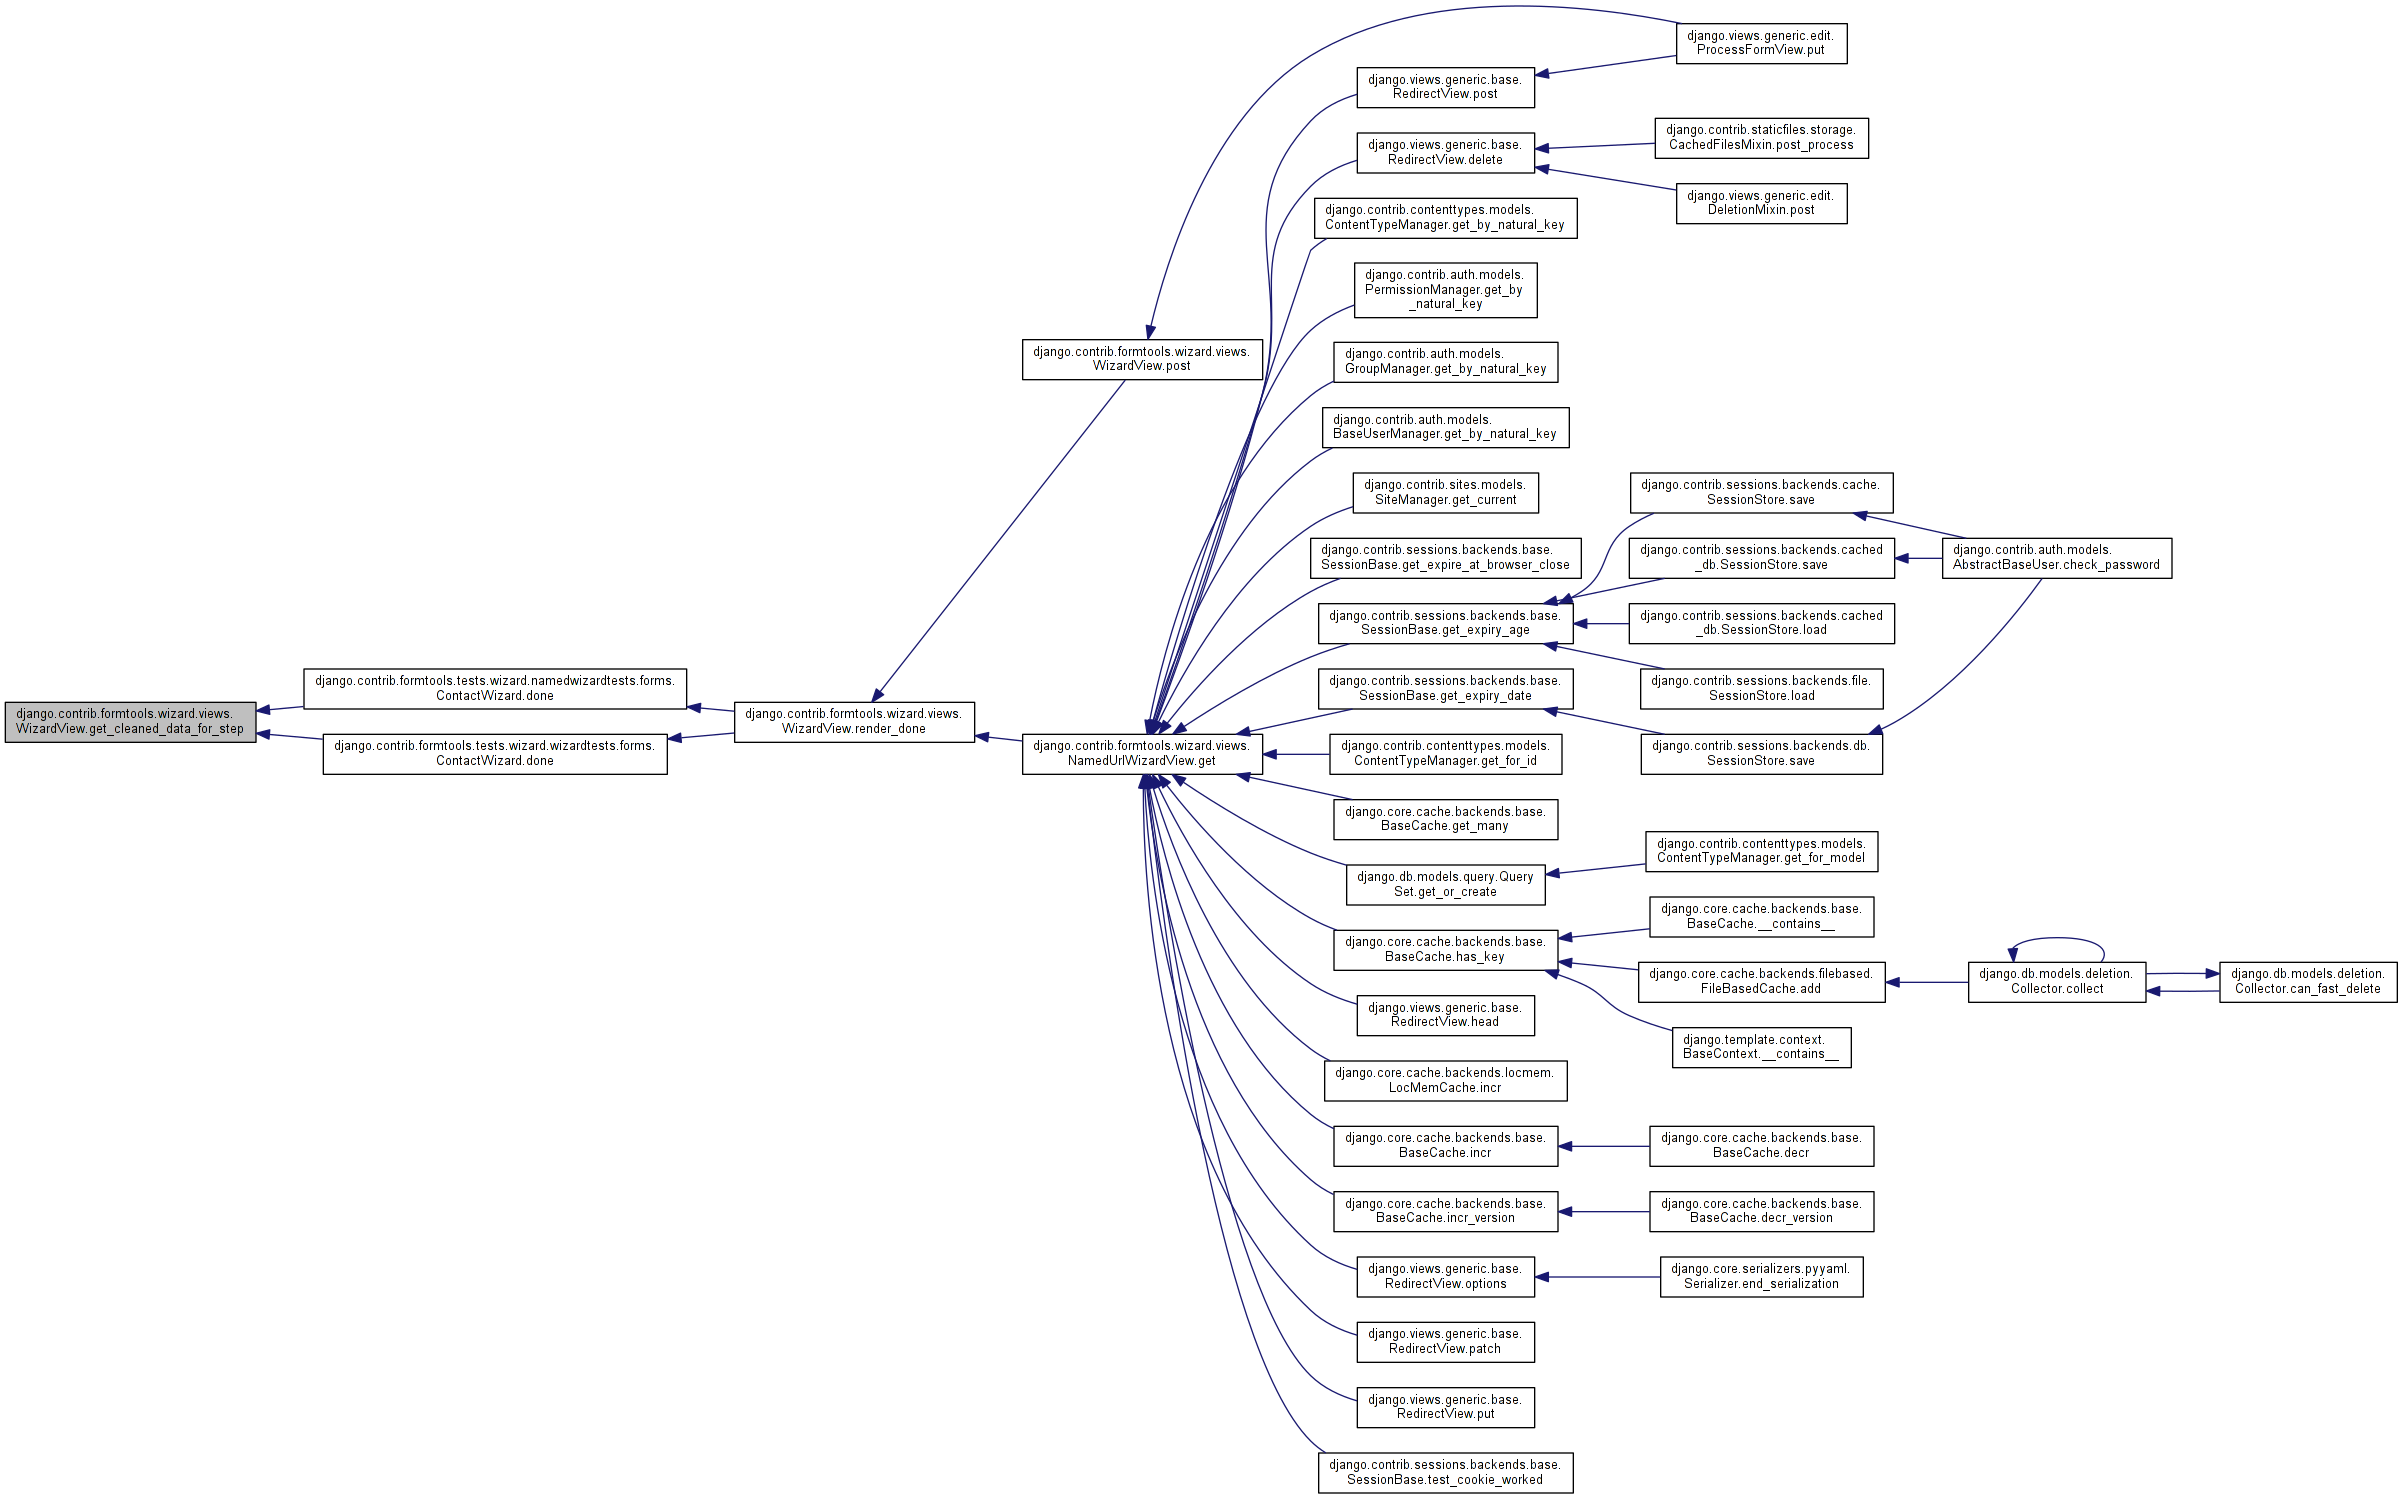 django.views.generic.edit.
ProcessFormView.put
django.views.generic.base.
RedirectView.post
django.contrib.staticfiles.storage.
CachedFilesMixin.post_process
django.views.generic.base.
RedirectView.delete
django.views.generic.edit.
DeletionMixin.post
django.contrib.contenttypes.models.
ContentTypeManager.get_by_natural_key
django.contrib.auth.models.
PermissionManager.get_by
_natural_key
django.contrib.formtools.wizard.views.
WizardView.post
django.contrib.auth.models.
GroupManager.get_by_natural_key
django.contrib.auth.models.
BaseUserManager.get_by_natural_key
django.contrib.sites.models.
SiteManager.get_current
django.contrib.sessions.backends.cache.
SessionStore.save
django.contrib.sessions.backends.base.
SessionBase.get_expire_at_browser_close
django.contrib.sessions.backends.cached
_db.SessionStore.save
django.contrib.auth.models.
AbstractBaseUser.check_password
django.contrib.sessions.backends.base.
SessionBase.get_expiry_age
django.contrib.sessions.backends.cached
_db.SessionStore.load
django.contrib.formtools.tests.wizard.namedwizardtests.forms.
ContactWizard.done
django.contrib.sessions.backends.base.
SessionBase.get_expiry_date
django.contrib.sessions.backends.file.
SessionStore.load
django.contrib.formtools.wizard.views.
WizardView.get_cleaned_data_for_step
django.contrib.formtools.wizard.views.
WizardView.render_done
django.contrib.formtools.tests.wizard.wizardtests.forms.
ContactWizard.done
django.contrib.formtools.wizard.views.
NamedUrlWizardView.get
django.contrib.contenttypes.models.
ContentTypeManager.get_for_id
django.contrib.sessions.backends.db.
SessionStore.save
django.core.cache.backends.base.
BaseCache.get_many
django.db.models.query.Query
Set.get_or_create
django.contrib.contenttypes.models.
ContentTypeManager.get_for_model
django.core.cache.backends.base.
BaseCache.has_key
django.core.cache.backends.base.
BaseCache.__contains__
django.core.cache.backends.filebased.
FileBasedCache.add
django.db.models.deletion.
Collector.collect
django.db.models.deletion.
Collector.can_fast_delete
django.views.generic.base.
RedirectView.head
django.template.context.
BaseContext.__contains__
django.core.cache.backends.locmem.
LocMemCache.incr
django.core.cache.backends.base.
BaseCache.incr
django.core.cache.backends.base.
BaseCache.decr
django.core.cache.backends.base.
BaseCache.incr_version
django.core.cache.backends.base.
BaseCache.decr_version
django.views.generic.base.
RedirectView.options
django.core.serializers.pyyaml.
Serializer.end_serialization
django.views.generic.base.
RedirectView.patch
django.views.generic.base.
RedirectView.put
django.contrib.sessions.backends.base.
SessionBase.test_cookie_worked